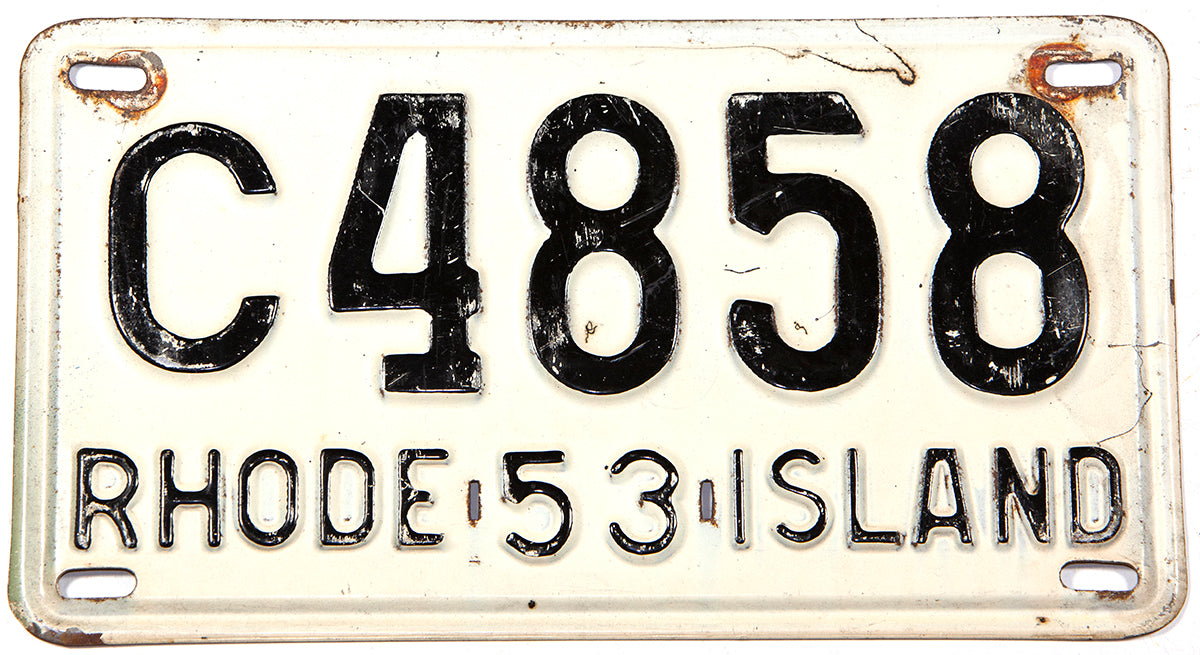 C4858
RHODE 53 ISLAND